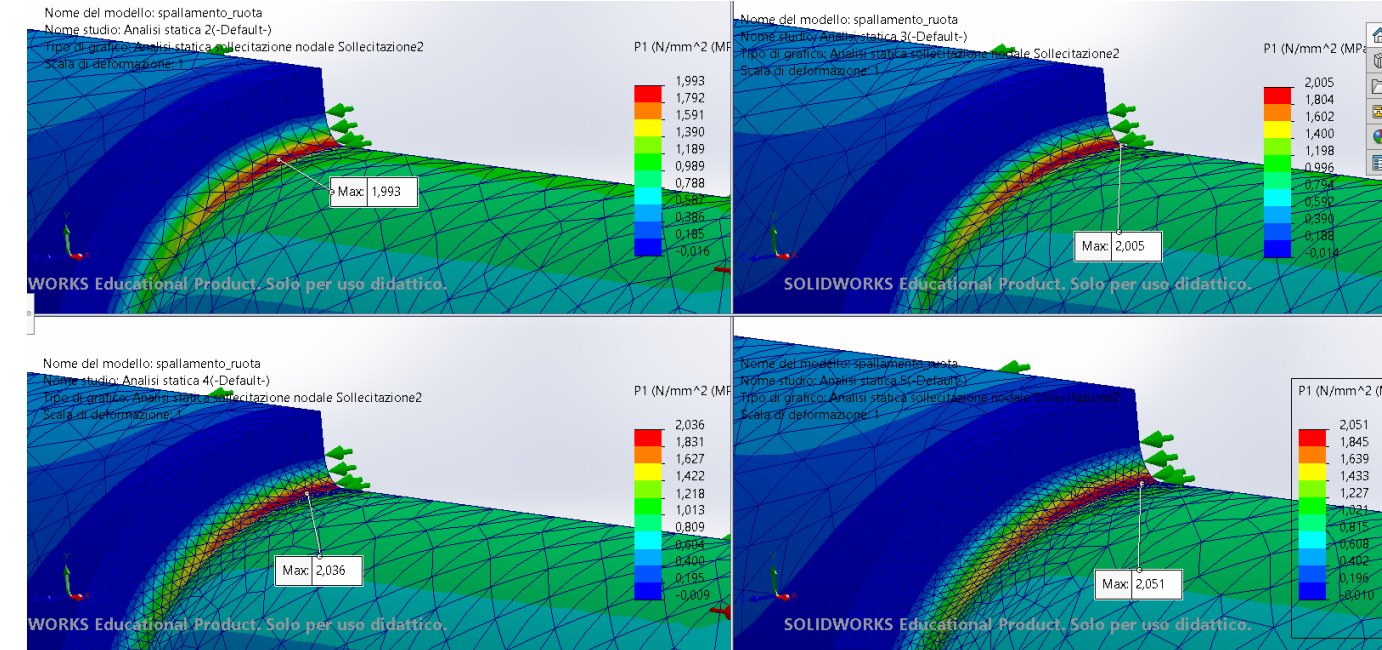 Nome del modello: spallamento_ruota
Nome studio: Analisi statica 2(-Default-)
Tipo di grafico: Analisi statica sollecitazione nodale Sollecitazione2
Scala di deformazione: 1
P1 (N/mm^2 (MP
1,993
1,792
1,591
1,390
1,189
0,989
0,788
0,587
0,386
0,185
-0,016
Max: 1,993
Y
X
WORKS Educational Product. Solo per uso didattico.
Nome del modello: spallamento_ruota
Nome studio: Analisi statica 3(-Default-)
Tipo di grafico: Analisi statica sollecitazione nodale Sollecitazione2
Scala di deformazione: 1
P1 (N/mm^2 (MPa
2,005
1,804
1,602
1,400
1,198
0,996
0,794
0,592
0,390
0,188
-0,014
Max: 2,005
Y
X
SOLIDWORKS Educational Product. Solo per uso didattico.
Nome del modello: spallamento_ruota
Nome studio: Analisi statica 4(-Default-)
Tipo di grafico: Analisi statica sollecitazione nodale Sollecitazione2
Scala di deformazione: 1
P1 (N/mm^2 (MP
2,036
1,831
1,627
1,422
1,218
1,013
0,809
0,604
0,400
0,195
-0,009
Max: 2,036
Y
X
WORKS Educational Product. Solo per uso didattico.
Nome del modello: spallamento_ruota
Nome studio: Analisi statica 5(-Default-)
Tipo di grafico: Analisi statica sollecitazione nodale Sollecitazione2
Scala di deformazione: 1
P1 (N/mm^2 (
2,051
1,845
1,639
1,433
1,227
1,021
0,815
0,608
0,402
0,196
-0,010
Max: 2,051
Y
X
SOLIDWORKS Educational Product. Solo per uso didattico.